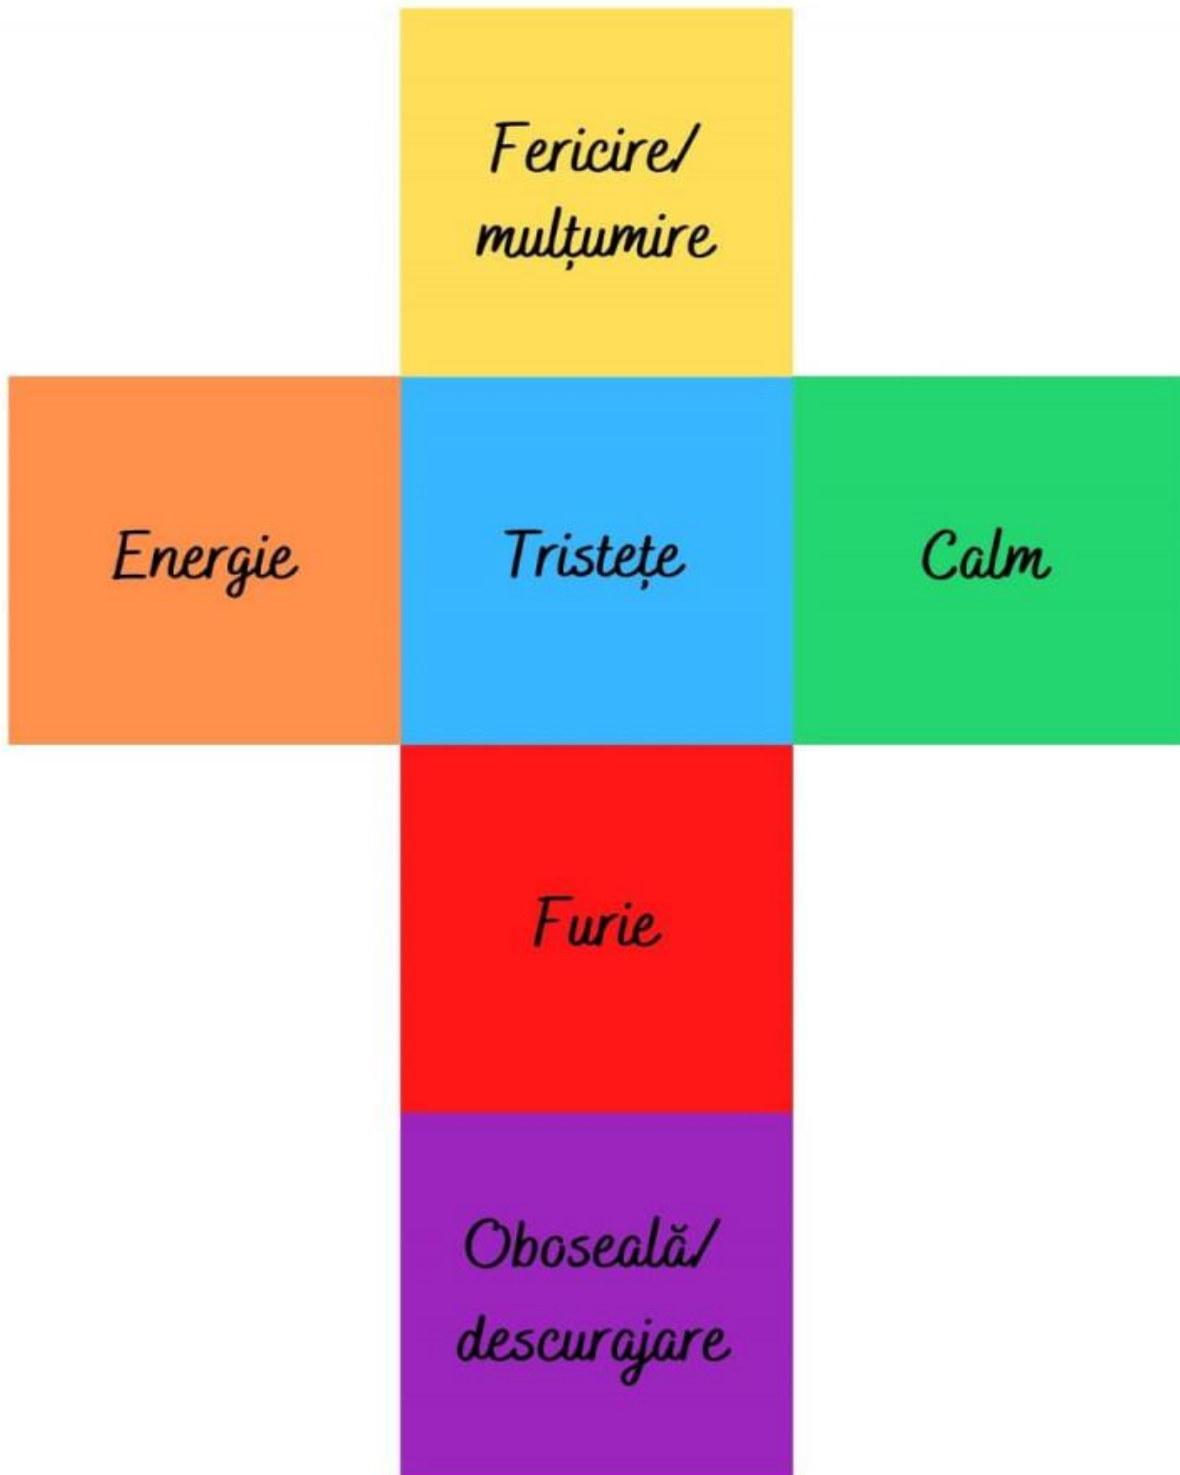 Fericire/
mulțumire
Energie
Tristețe
Calm
Furie
Oboseală/
descurajare